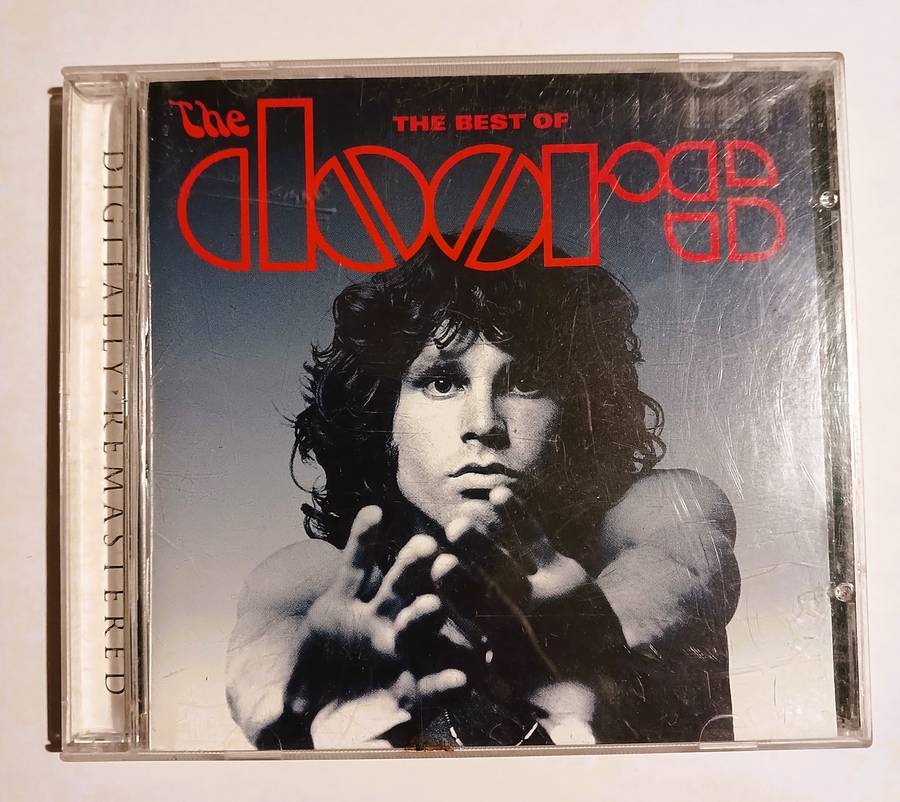 The
THE BEST OF
doors
DIGITALLY·REMASTERED